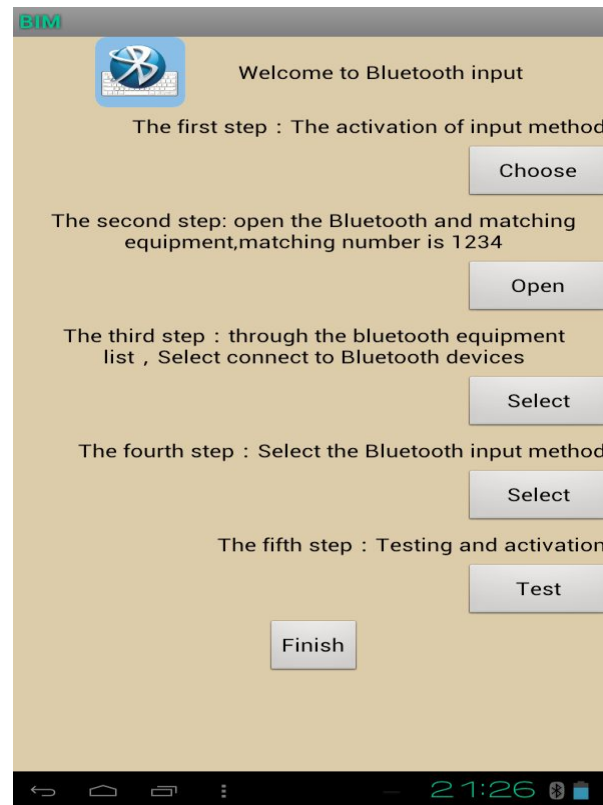 BIM
Welcome to Bluetooth input
The first step：The activation of input method
Choose
The second step: open the Bluetooth and matching
equipment,matching number is 1234
Open
The third step：through the bluetooth equipment
list，Select connect to Bluetooth devices
Select
The fourth step：Select the Bluetooth input method
Select
The fifth step：Testing and activation
Test
Finish
21:26